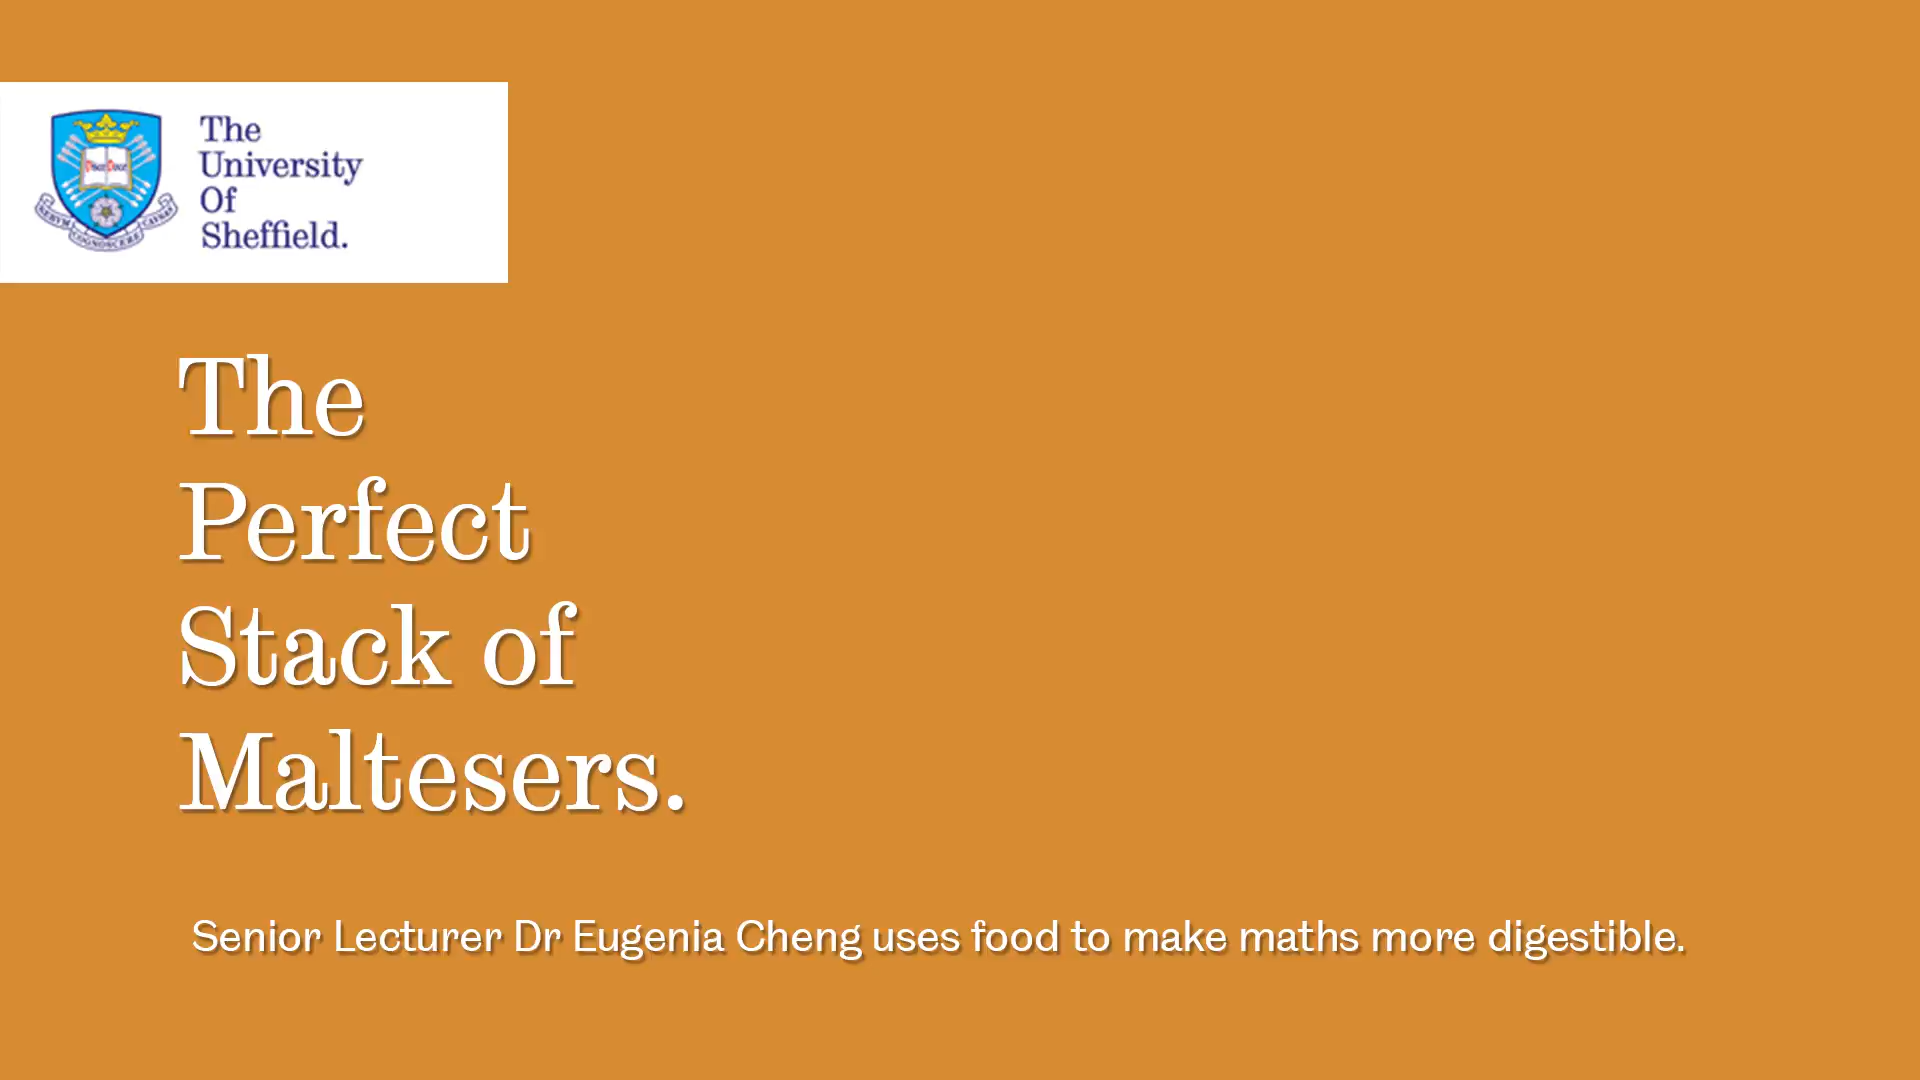 The
University
Of
Sheffield.
The
Perfect
Stack of
Maltesers.
Senior Lecturer Dr Eugenia Cheng uses food to make maths more digestible.